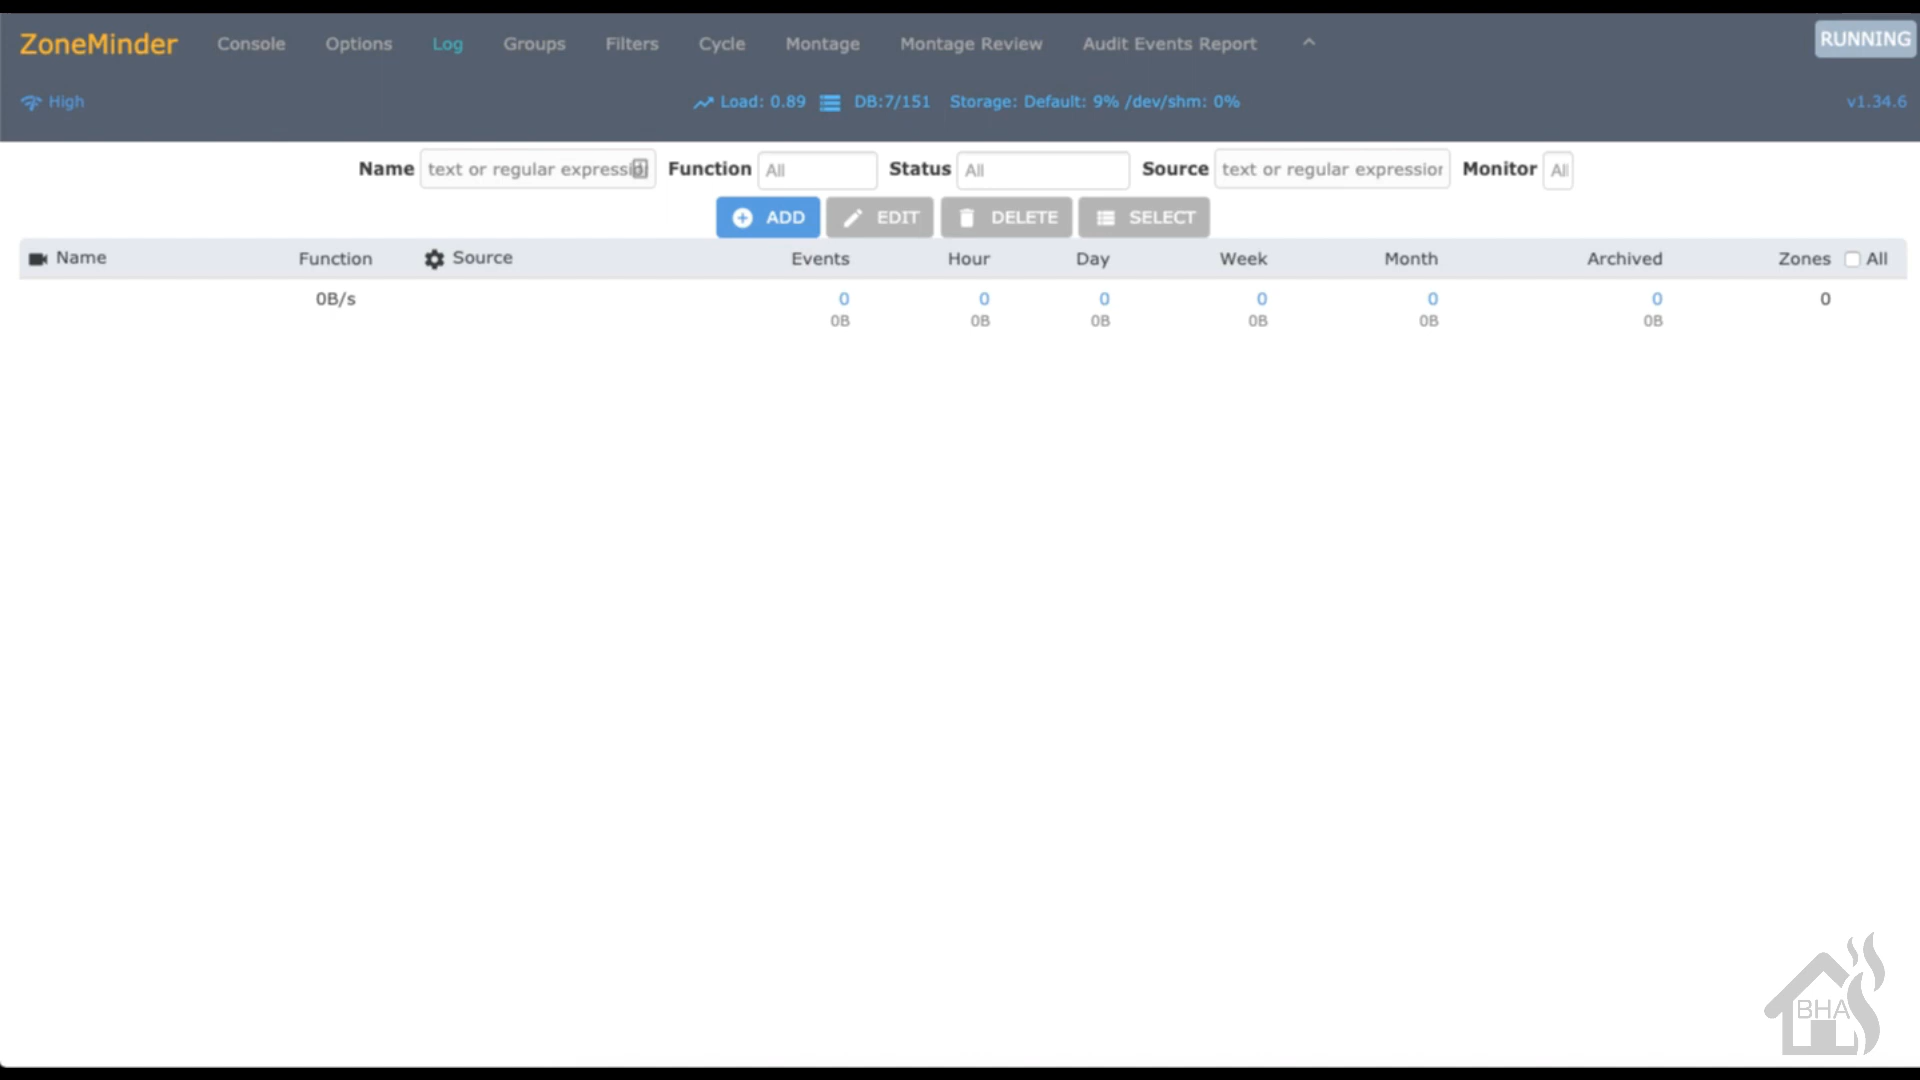 ZoneMinder Console Options Log Groups Filters Cycle Montage Montage Review Audit Events Report RUNNING
High Load: 0.89 DB:7/151 Storage: Default: 9% /dev/shm: 0% v1.34.6
Name text or regular expressio Function All Status All Source text or regular expression Monitor All
ADD EDIT DELETE SELECT
Name Function Source Events Hour Day Week Month Archived Zones All
0B/s 0 0 0 0 0 0 0
0B 0B 0B 0B 0B 0B
BHA